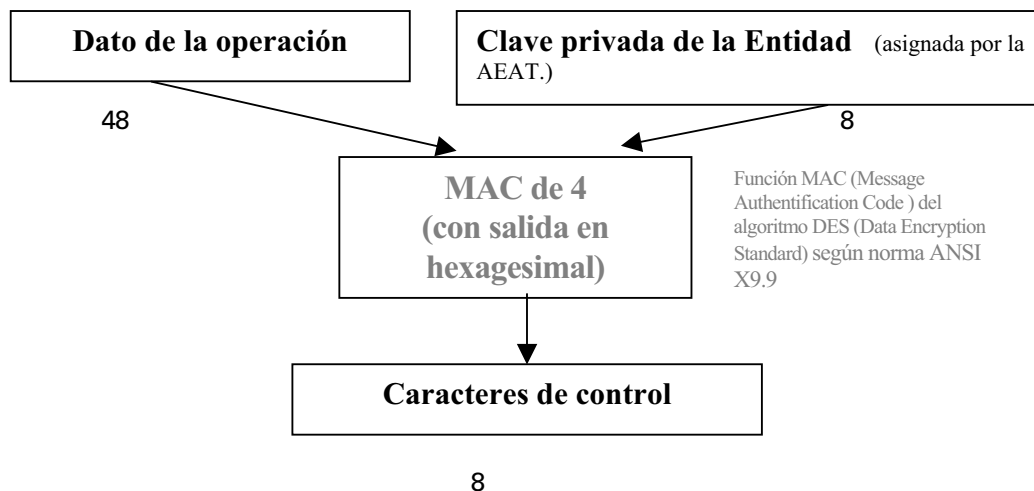 Dato de la operación
Clave privada de la Entidad (asignada por la
AEAT.)
48
8
MAC de 4
(con salida en
hexagesimal)
Función MAC (Message
Authentification Code ) del
algoritmo DES (Data Encryption
Standard) según norma ANSI
X9.9
Caracteres de control
8